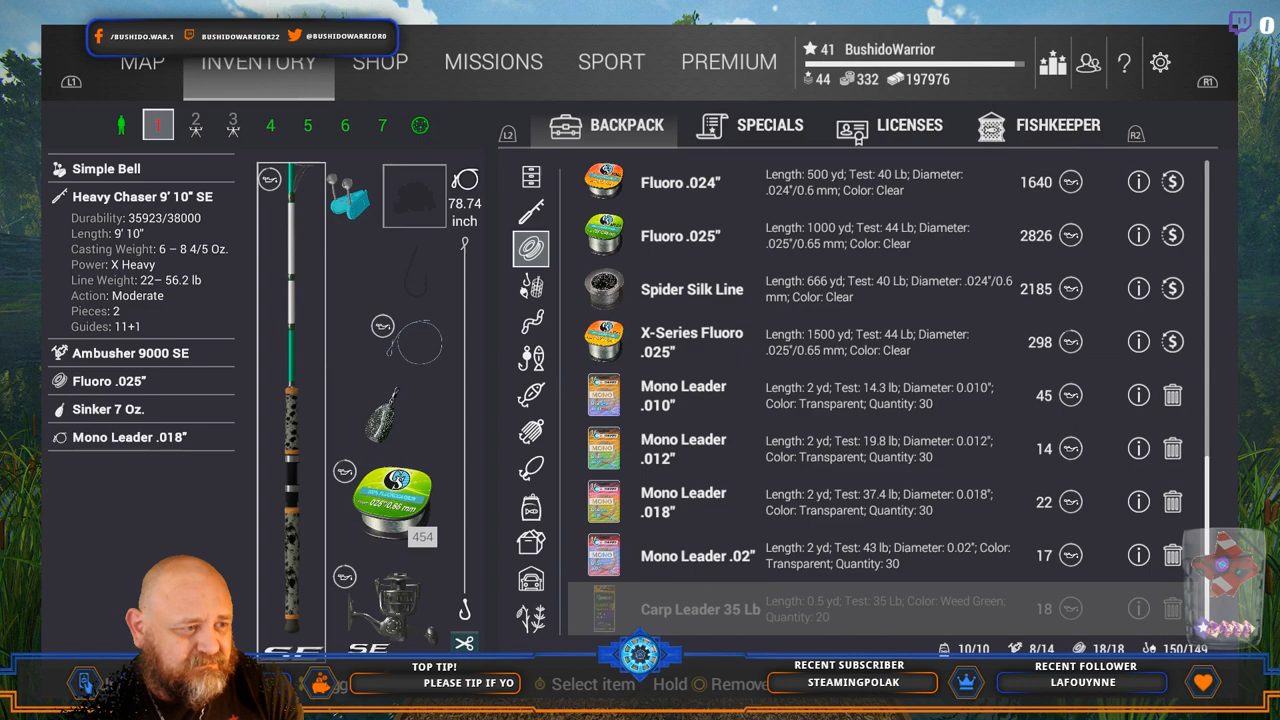 /BUSHIDO.WAR.1 BUSHIDOWARRIOR22 @BUSHIDOWARRIOR0
0
L1 MAP INVENTORY SHOP MISSIONS SPORT PREMIUM
41 BushidoWarrior
44 332 197976
? R1
1 2 3 4 5 6 7
L2 BACKPACK SPECIALS LICENSES FISHKEEPER R2
Simple Bell
Heavy Chaser 9' 10" SE
Durability: 35923/38000
Length: 9' 10"
Casting Weight: 6 – 8 4/5 Oz.
Power: X Heavy
Line Weight: 22– 56.2 lb
Action: Moderate
Pieces: 2
Guides: 11+1
Ambusher 9000 SE
Fluoro .025"
Sinker 7 Oz.
Mono Leader .018"
78.74
inch
.025"/0.65 mm
454
SE
Fluoro .024"
Length: 500 yd; Test: 40 Lb; Diameter:
.024"/0.6 mm; Color: Clear
1640
Fluoro .025"
Length: 1000 yd; Test: 44 Lb; Diameter:
.025"/0.65 mm; Color: Clear
2826
Spider Silk Line
Length: 666 yd; Test: 40 Lb; Diameter: .024"/0.6
mm; Color: Clear
2185
X-Series Fluoro
.025"
Length: 1500 yd; Test: 44 Lb; Diameter:
.025"/0.65 mm; Color: Clear
298
Mono Leader
.010"
Length: 2 yd; Test: 14.3 lb; Diameter: 0.010";
Color: Transparent; Quantity: 30
45
Mono Leader
.012"
Length: 2 yd; Test: 19.8 lb; Diameter: 0.012";
Color: Transparent; Quantity: 30
14
Mono Leader
.018"
Length: 2 yd; Test: 37.4 lb; Diameter: 0.018";
Color: Transparent; Quantity: 30
22
Mono Leader .02"
Length: 2 yd; Test: 43 lb; Diameter: 0.02"; Color:
Transparent; Quantity: 30
17
Carp Leader 35 Lb
Length: 0.5 yd; Test: 35 Lb; Color: Weed Green;
Quantity: 20
18
10/10 8/14 18/18 150/149
TOP TIP!
PLEASE TIP IF YO
Select item Hold Remove
RECENT SUBSCRIBER
STEAMINGPOLAK
RECENT FOLLOWER
LAFOUYNNE